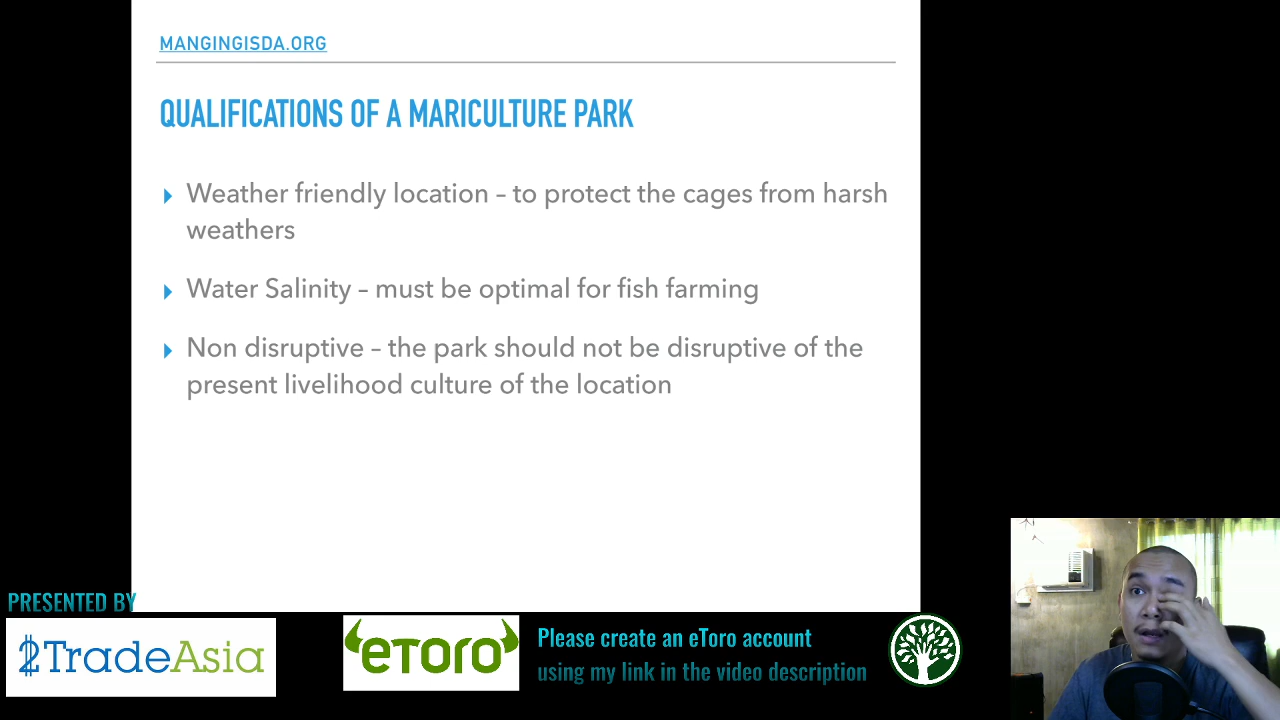 MANGINGISDA.ORG
QUALIFICATIONS OF A MARICULTURE PARK
Weather friendly location – to protect the cages from harsh
weathers
Water Salinity – must be optimal for fish farming
Non disruptive – the park should not be disruptive of the
present livelihood culture of the location
PRESENTED BY
2TradeAsia
eToro
Please create an eToro account
using my link in the video description